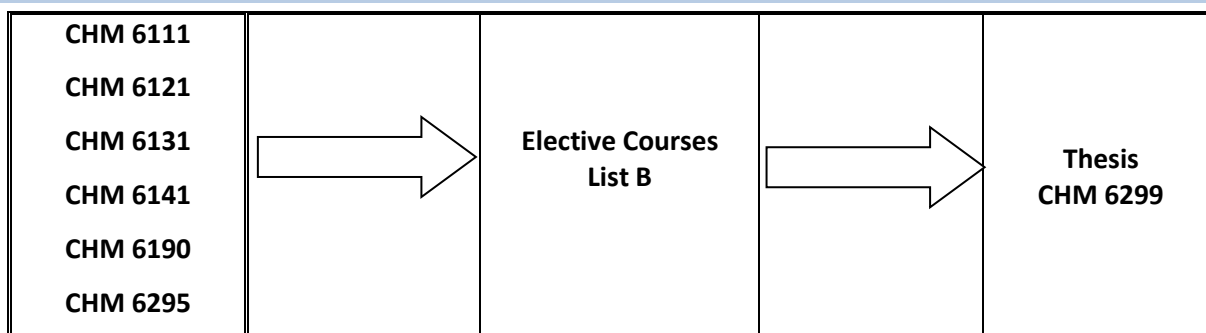 CHM 6111
CHM 6121
CHM 6131
CHM 6141
CHM 6190
CHM 6295
Elective Courses
List B
Thesis
CHM 6299